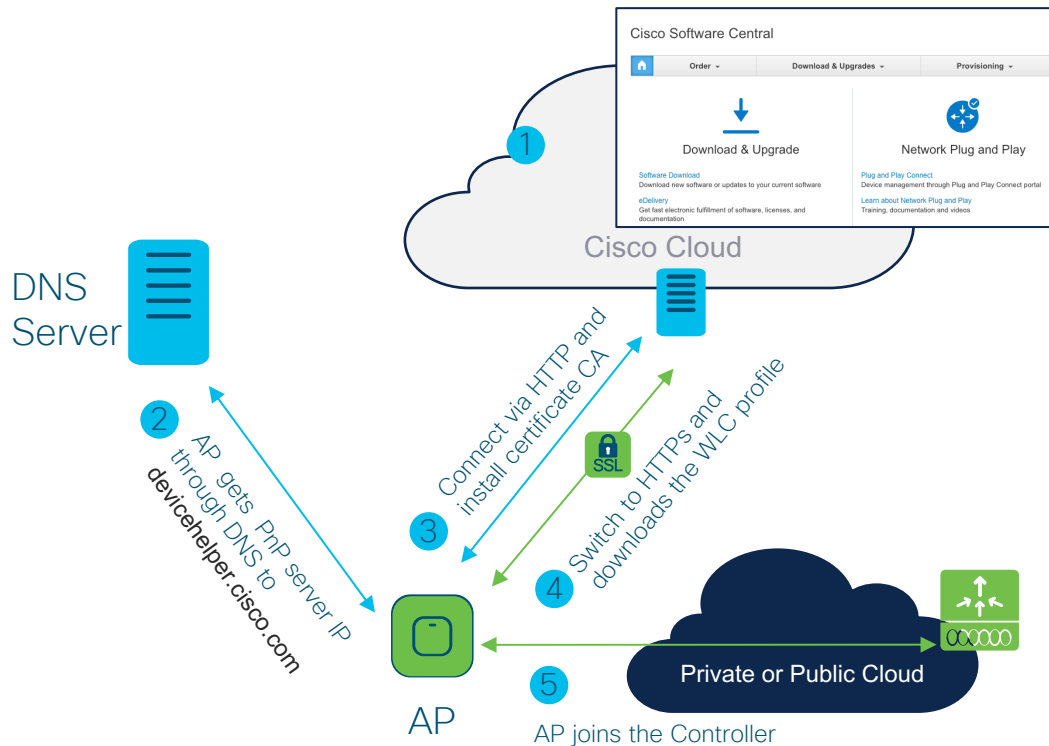 Cisco Software Central
Order
Download & Upgrades
Provisioning
Download & Upgrade
Network Plug and Play
Software Download
Download new software or updates to your current software
eDelivery
Get fast electronic fulfillment of software, licenses, and
documentation
Plug and Play Connect
Device management through Plug and Play Connect portal
Learn about Network Plug and Play
Training, documentation and videos
1
Cisco Cloud
DNS
Server
2
AP gets PnP server IP
through DNS to
devicehelper.cisco.com
3
Connect via HTTP and
install certificate CA
SSL
4
Switch to HTTPs and
downloads the WLC profile
Private or Public Cloud
5
AP joins the Controller
AP